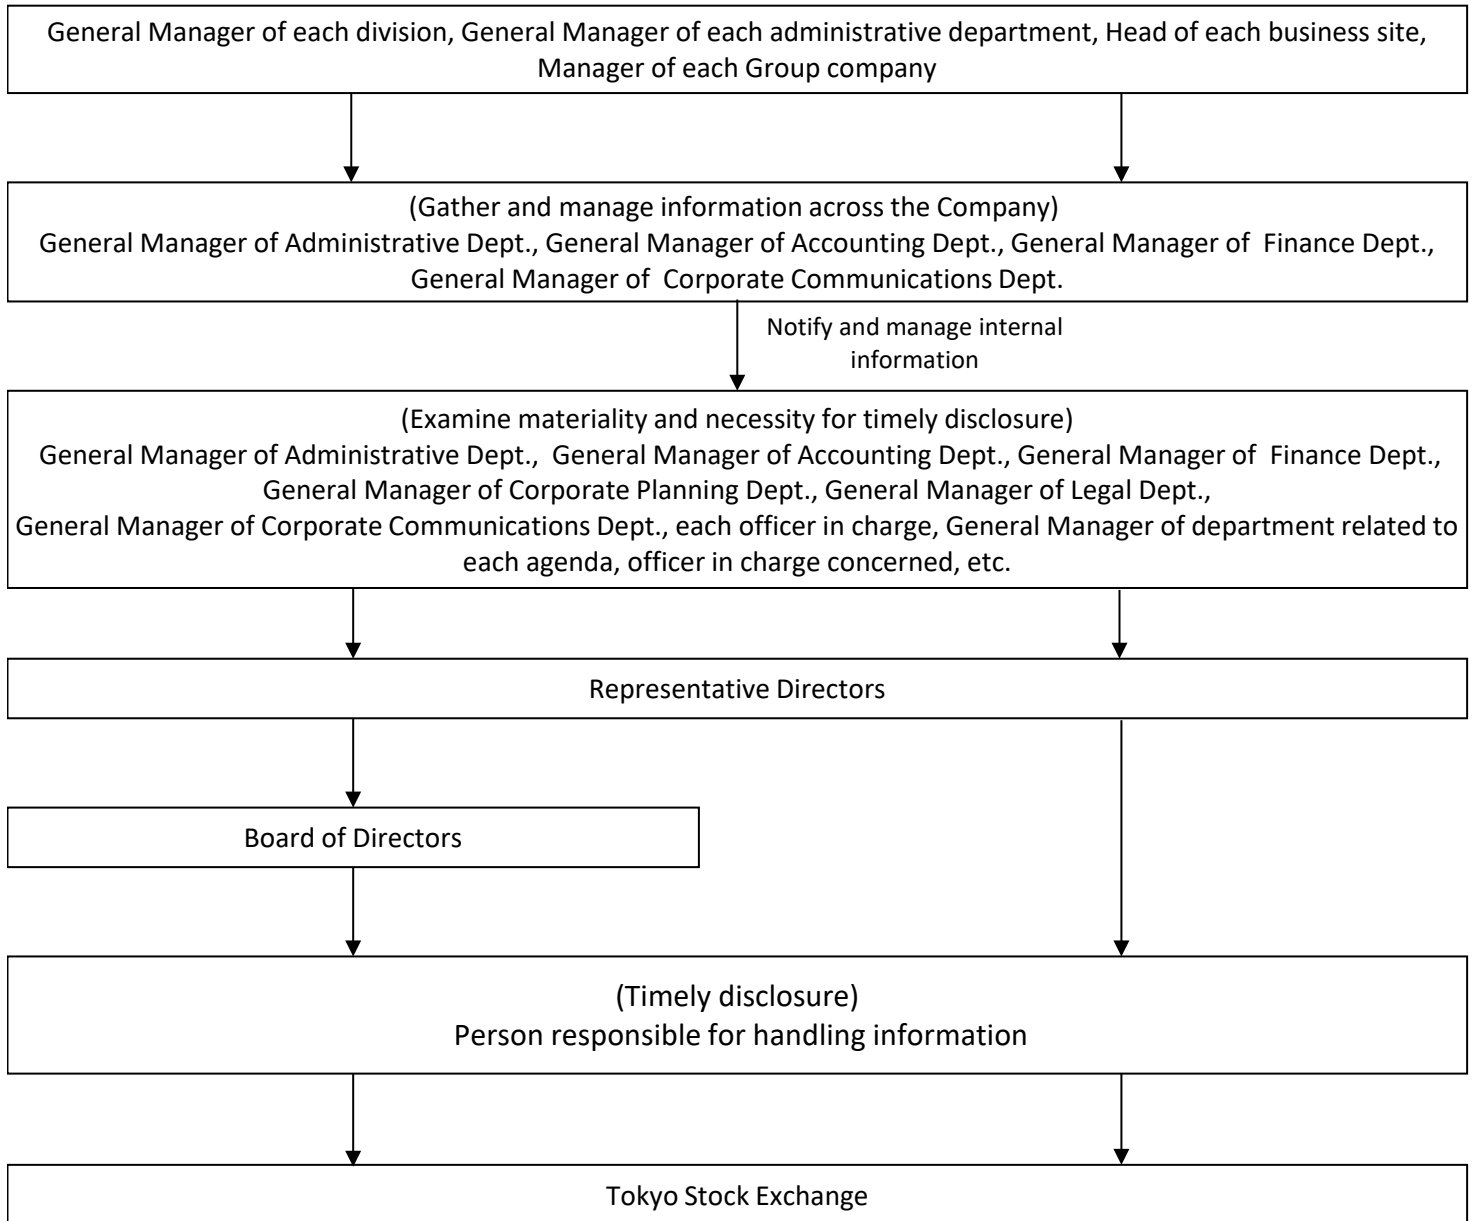 General Manager of each division, General Manager of each administrative department, Head of each business site,
Manager of each Group company
(Gather and manage information across the Company)
General Manager of Administrative Dept., General Manager of Accounting Dept., General Manager of  Finance Dept.,
General Manager of  Corporate Communications Dept.
Notify and manage internal
information
(Examine materiality and necessity for timely disclosure)
General Manager of Administrative Dept.,  General Manager of Accounting Dept., General Manager of  Finance Dept.,
General Manager of Corporate Planning Dept., General Manager of Legal Dept.,
General Manager of Corporate Communications Dept., each officer in charge, General Manager of department related to
each agenda, officer in charge concerned, etc.
Representative Directors
Board of Directors
(Timely disclosure)
Person responsible for handling information
Tokyo Stock Exchange